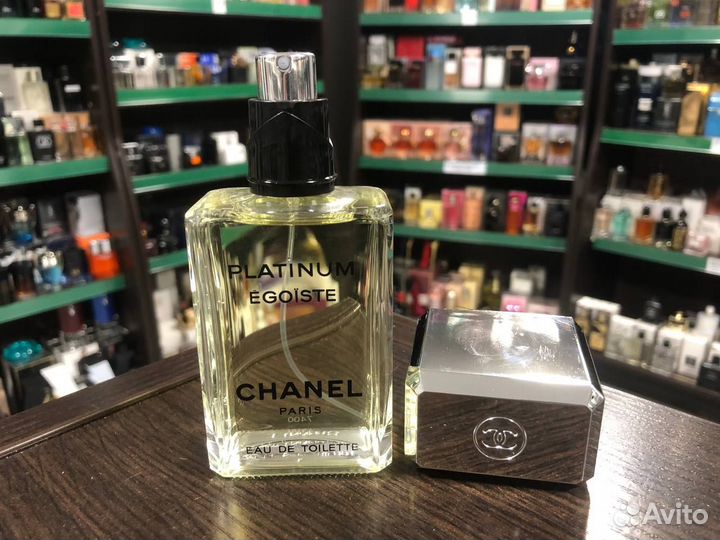 PLATINUM
ÉGOÏSTE
CHANEL
PARIS
EAU DE TOILETTE
Avito